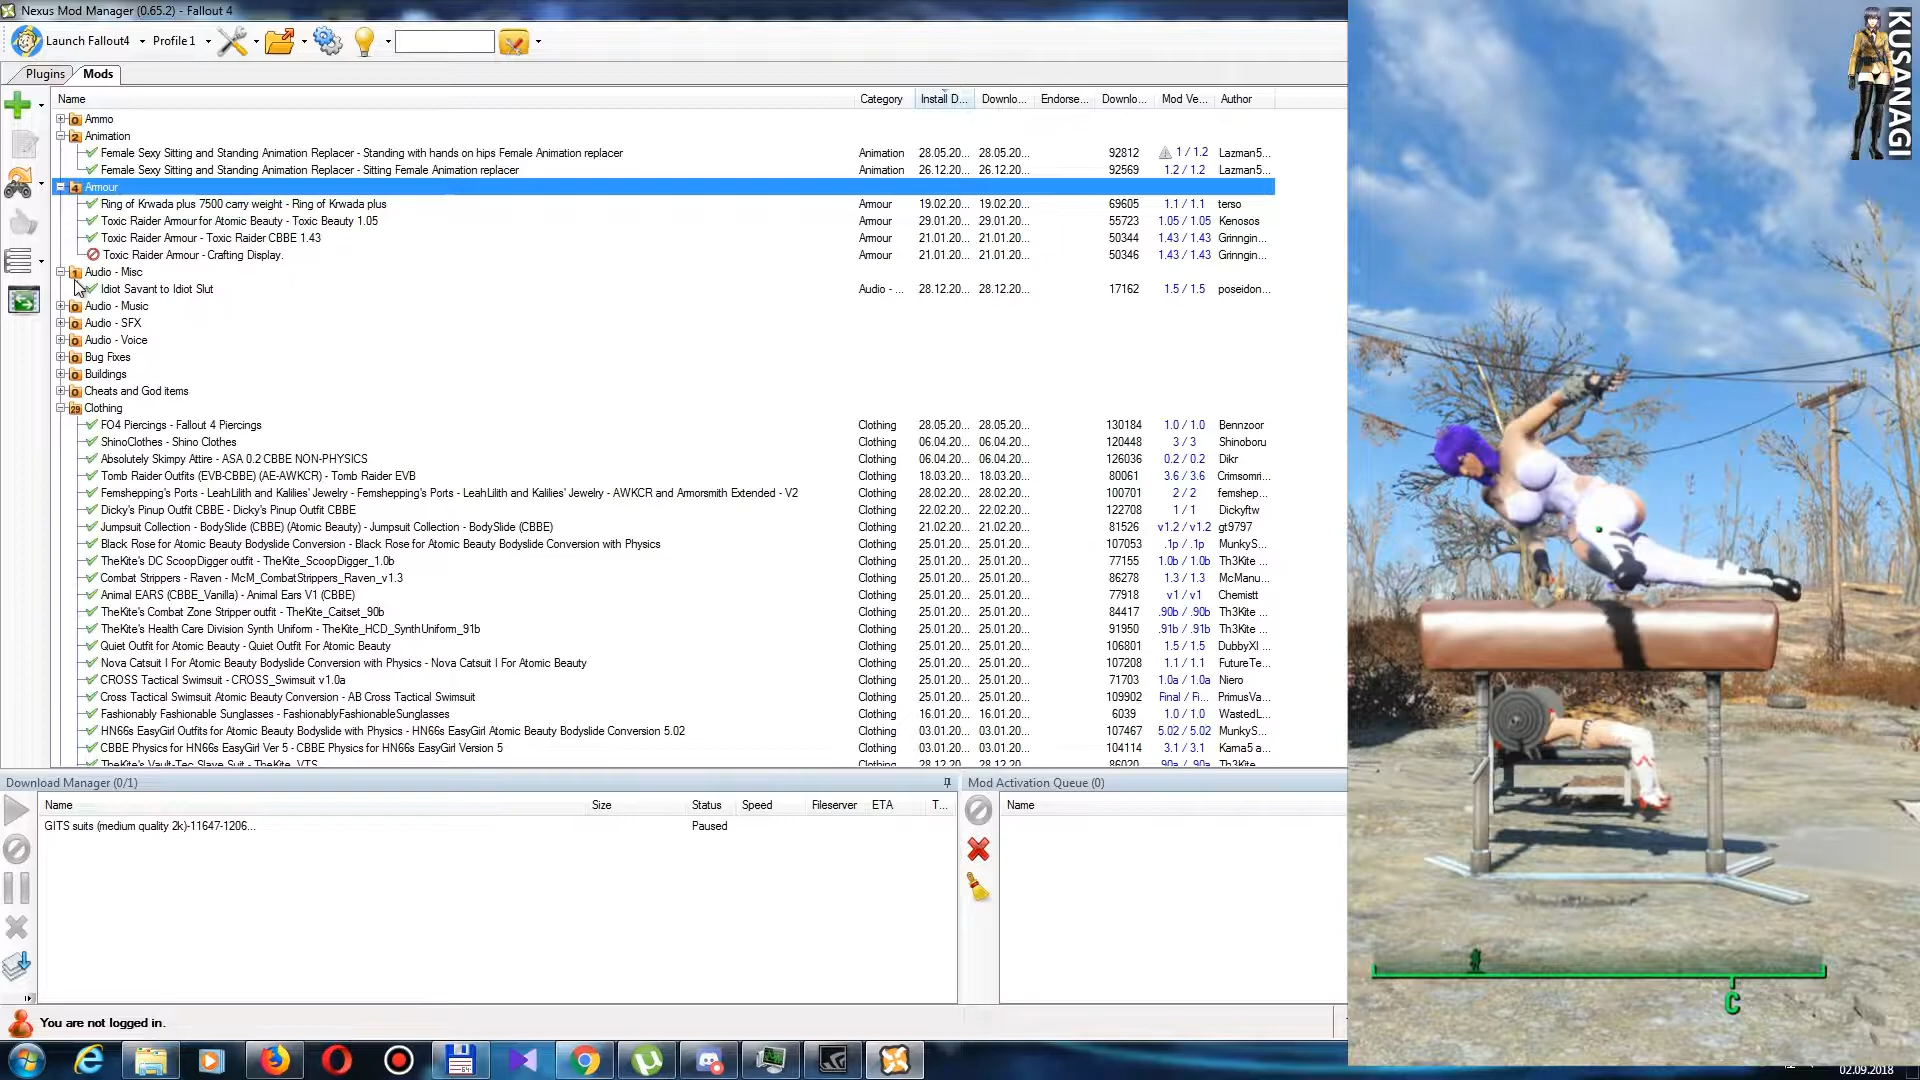 Nexus Mod Manager (0.65.2) - Fallout 4
Launch Fallout4 Profile1
Plugins Mods
Name Category Install D... Downlo... Endorse... Downlo... Mod Ve... Author
0 Ammo
2 Animation
Female Sexy Sitting and Standing Animation Replacer - Standing with hands on hips Female Animation replacer Animation 28.05.20... 28.05.20... 92812 1 / 1.2 Lazman5...
Female Sexy Sitting and Standing Animation Replacer - Sitting Female Animation replacer Animation 26.12.20... 26.12.20... 92569 1.2 / 1.2 Lazman5...
4 Armour
Ring of Krwada plus 7500 carry weight - Ring of Krwada plus Armour 19.02.20... 19.02.20... 69605 1.1 / 1.1 terso
Toxic Raider Armour for Atomic Beauty - Toxic Beauty 1.05 Armour 29.01.20... 29.01.20... 55723 1.05 / 1.05 Kenosos
Toxic Raider Armour - Toxic Raider CBBE 1.43 Armour 21.01.20... 21.01.20... 50344 1.43 / 1.43 Grinngin...
Toxic Raider Armour - Crafting Display. Armour 21.01.20... 21.01.20... 50346 1.43 / 1.43 Grinngin...
1 Audio - Misc
Idiot Savant to Idiot Slut Audio - ... 28.12.20... 28.12.20... 17162 1.5 / 1.5 poseidon...
0 Audio - Music
0 Audio - SFX
0 Audio - Voice
0 Bug Fixes
0 Buildings
0 Cheats and God items
29 Clothing
FO4 Piercings - Fallout 4 Piercings Clothing 28.05.20... 28.05.20... 130184 1.0 / 1.0 Bennzoor
ShinoClothes - Shino Clothes Clothing 06.04.20... 06.04.20... 120448 3 / 3 Shinoboru
Absolutely Skimpy Attire - ASA 0.2 CBBE NON-PHYSICS Clothing 06.04.20... 06.04.20... 126036 0.2 / 0.2 Dikr
Tomb Raider Outfits (EVB-CBBE) (AE-AWKCR) - Tomb Raider EVB Clothing 18.03.20... 18.03.20... 80061 3.6 / 3.6 Crimsomri...
Femshepping's Ports - LeahLilith and Kalilies' Jewelry - Femshepping's Ports - LeahLilith and Kalilies' Jewelry - AWKCR and Amorsmith Extended - V2 Clothing 28.02.20... 28.02.20... 100701 2 / 2 femshep...
Dicky's Pinup Outfit CBBE - Dicky's Pinup Outfit CBBE Clothing 22.02.20... 22.02.20... 122708 1 / 1 Dickyftw
Jumpsuit Collection - BodySlide (CBBE) (Atomic Beauty) - Jumpsuit Collection - BodySlide (CBBE) Clothing 21.02.20... 21.02.20... 81526 v1.2 / v1.2 gt9797
Black Rose for Atomic Beauty Bodyslide Conversion - Black Rose for Atomic Beauty Bodyslide Conversion with Physics Clothing 25.01.20... 25.01.20... 107053 .1p / .1p MunkyS...
TheKite's DC ScoopDigger outfit - TheKite_ScoopDigger_1.0b Clothing 25.01.20... 25.01.20... 77155 1.0b / 1.0b Th3Kite ...
Combat Strippers - Raven - McM_CombatStrippers_Raven_v1.3 Clothing 25.01.20... 25.01.20... 86278 1.3 / 1.3 McManu...
Animal EARS (CBBE_Vanilla) - Animal Ears V1 (CBBE) Clothing 25.01.20... 25.01.20... 77918 v1 / v1 Chemistt
TheKite's Combat Zone Stripper outfit - TheKite_Caitset_90b Clothing 25.01.20... 25.01.20... 84417 .90b / .90b Th3Kite ...
TheKite's Health Care Division Synth Uniform - TheKite_HCD_SynthUniform_91b Clothing 25.01.20... 25.01.20... 91950 .91b / .91b Th3Kite ...
Quiet Outfit for Atomic Beauty - Quiet Outfit For Atomic Beauty Clothing 25.01.20... 25.01.20... 106801 1.5 / 1.5 DubbyXl ...
Nova Catsuit I For Atomic Beauty Bodyslide Conversion with Physics - Nova Catsuit I For Atomic Beauty Clothing 25.01.20... 25.01.20... 107208 1.1 / 1.1 FutureTe...
CROSS Tactical Swimsuit - CROSS_Swimsuit v1.0a Clothing 25.01.20... 25.01.20... 71703 1.0a / 1.0a Niero
Cross Tactical Swimsuit Atomic Beauty Conversion - AB Cross Tactical Swimsuit Clothing 25.01.20... 25.01.20... 109902 Final / Fi... PrimusVa...
Fashionably Fashionable Sunglasses - FashionablyFashionableSunglasses Clothing 16.01.20... 16.01.20... 6039 1.0 / 1.0 WastedL...
HN66s EasyGirl Outfits for Atomic Beauty Bodyslide with Physics - HN66s EasyGirl Atomic Beauty Bodyslide Conversion 5.02 Clothing 03.01.20... 03.01.20... 107467 5.02 / 5.02 MunkyS...
CBBE Physics for HN66s EasyGirl Ver 5 - CBBE Physics for HN66s EasyGirl Version 5 Clothing 03.01.20... 03.01.20... 104114 3.1 / 3.1 Kama5 a...
TheKite's Vault-Tec Slave Suit - TheKite_VTS Clothing 28.12.20... 28.12.20... 86020 .90a / .90a Th3Kite
Download Manager (0/1) Mod Activation Queue (0)
Name Size Status Speed Fileserver ETA T... Name
GITS suits (medium quality 2k)-11647-1206... Paused
You are not logged in.
KUSANAGI
C
64
02.09.2018